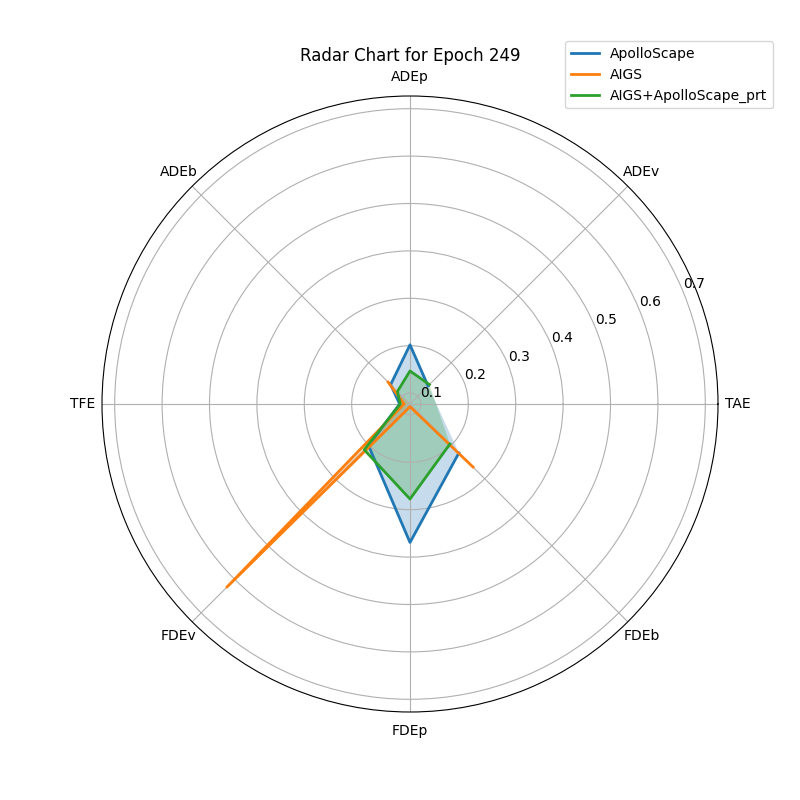 Radar Chart for Epoch 249
ApolloScape
AIGS
AIGS+ApolloScape_prt
ADEp
ADEb
ADEv
0.7
0.6
0.5
0.4
0.3
0.2
0.1
TFE
TAE
FDEv
FDEb
FDEp